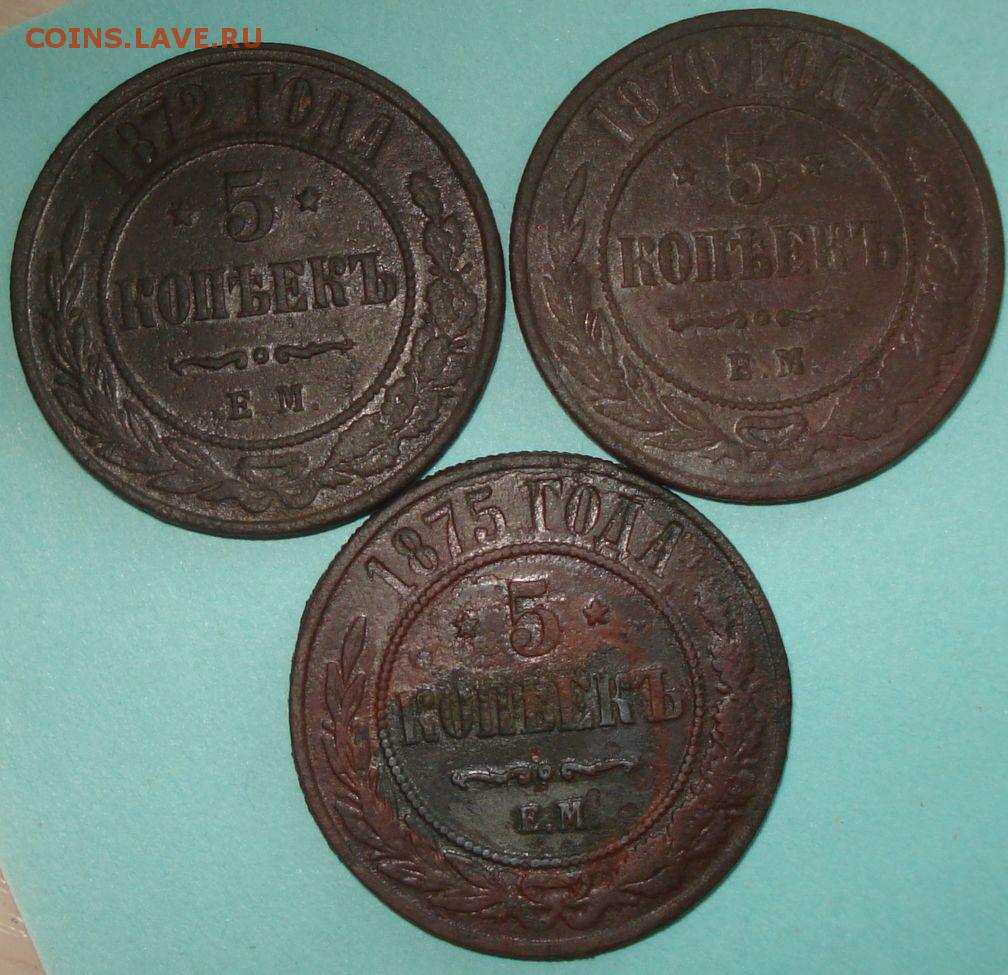 COINS.LAVE.RU
1872 ГОДА
5
КОПѢЕКЪ
Е.М.
1870 ГОДА
5
КОПѢЕКЪ
Е.М.
1875 ГОДА
5
КОПѢЕКЪ
Е.М.